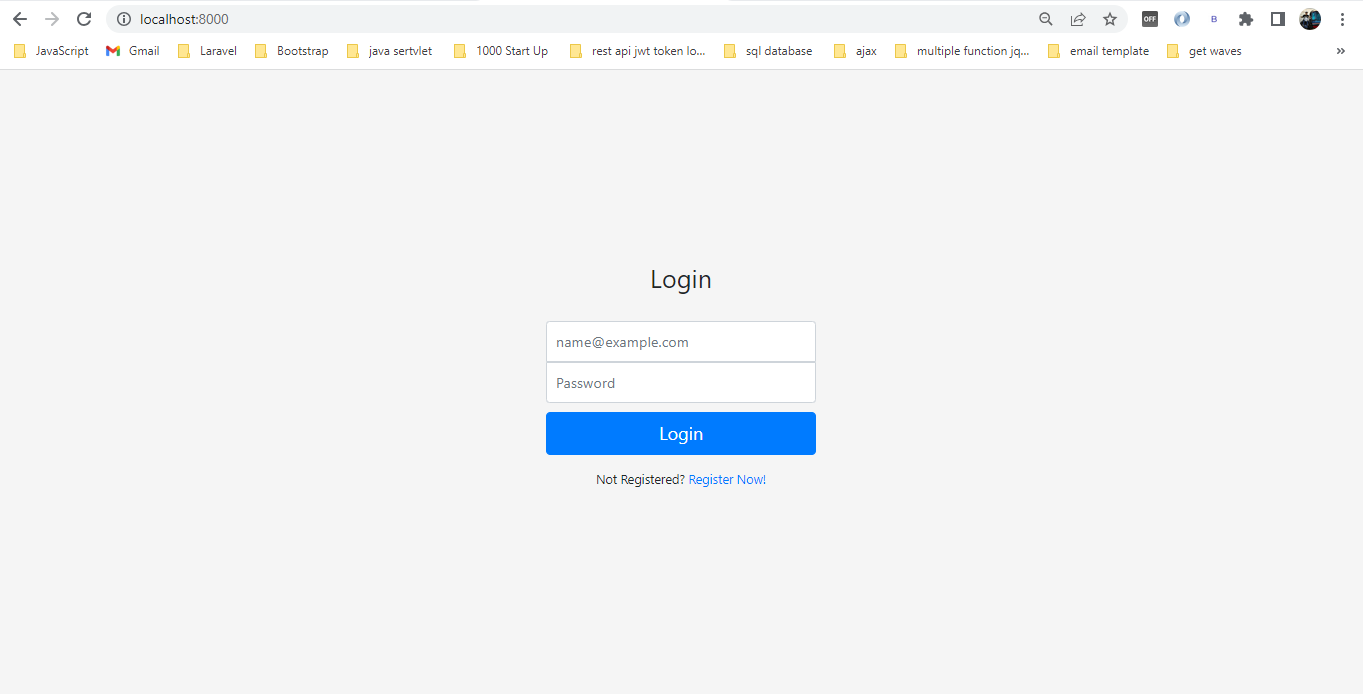 localhost:8000
OFF
B
JavaScript Gmail Laravel Bootstrap java sertvlet 1000 Start Up rest api jwt token lo... sql database ajax multiple function jq... email template get waves »
Login
name@example.com
Password
Login
Not Registered? Register Now!